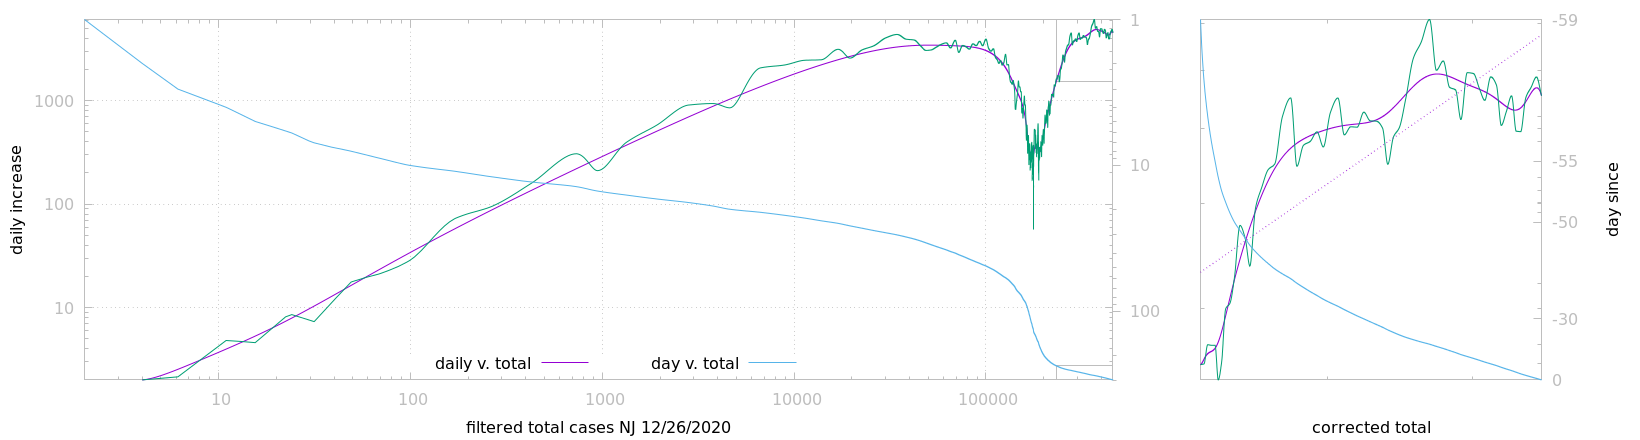 1
-59
1000
daily increase
10
-55
100
-50
day since
10
100
-30
daily v. total
day v. total
0
10
100
1000
10000
100000
filtered total cases NJ 12/26/2020
corrected total